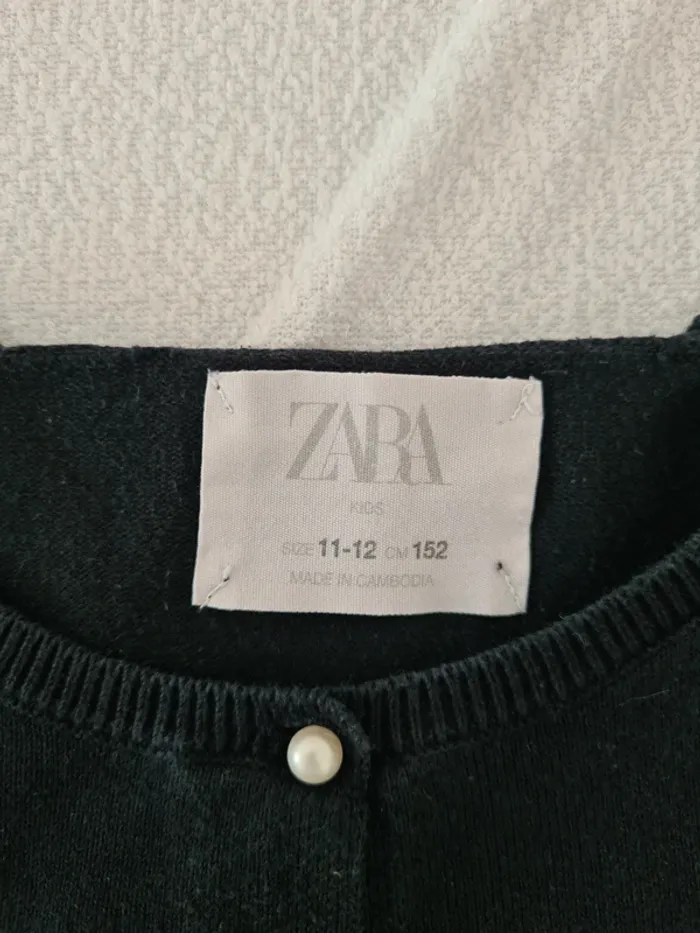 ZARA
KIDS
SIZE 11-12 CM 152
MADE IN CAMBODIA